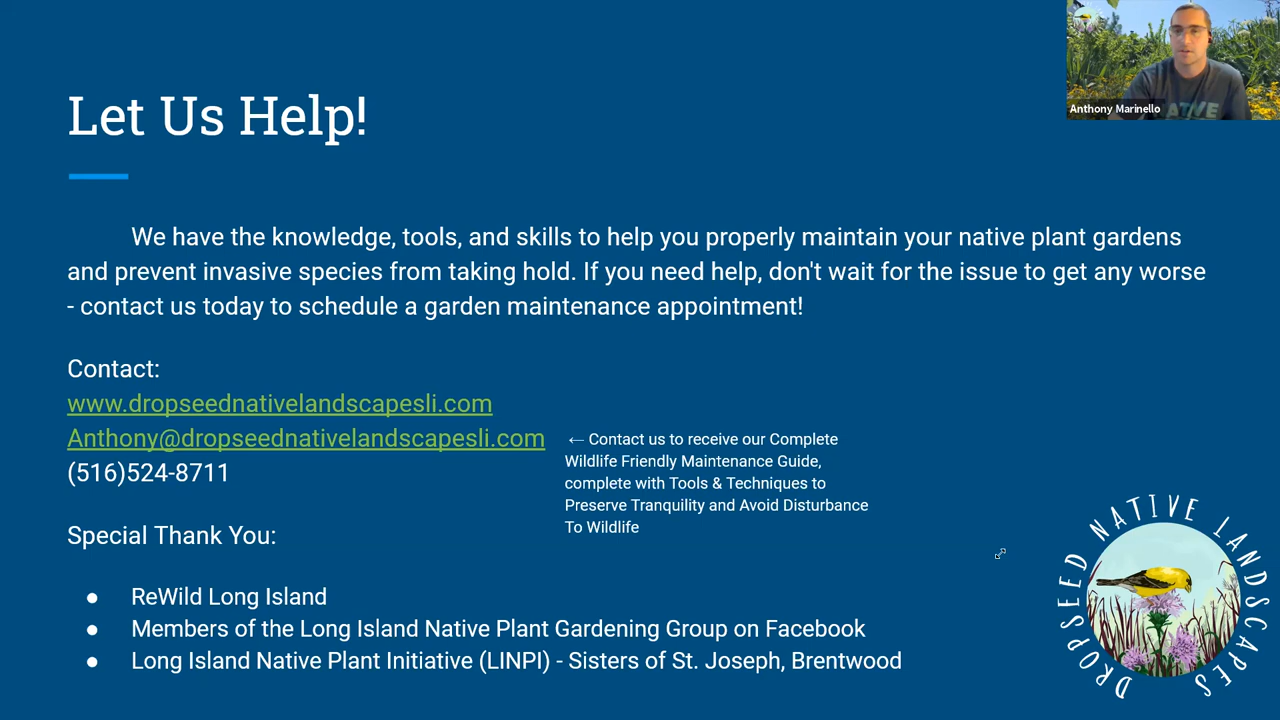 Let Us Help!
We have the knowledge, tools, and skills to help you properly maintain your native plant gardens
and prevent invasive species from taking hold. If you need help, don't wait for the issue to get any worse
- contact us today to schedule a garden maintenance appointment!
Contact:
www.dropseednativelandscapesli.com
Anthony@dropseednativelandscapesli.com
(516)524-8711
← Contact us to receive our Complete
Wildlife Friendly Maintenance Guide,
complete with Tools & Techniques to
Preserve Tranquility and Avoid Disturbance
To Wildlife
Special Thank You:
● ReWild Long Island
● Members of the Long Island Native Plant Gardening Group on Facebook
● Long Island Native Plant Initiative (LINPI) - Sisters of St. Joseph, Brentwood
Anthony Marinello
DROPSEED NATIVE LANDSCAPES